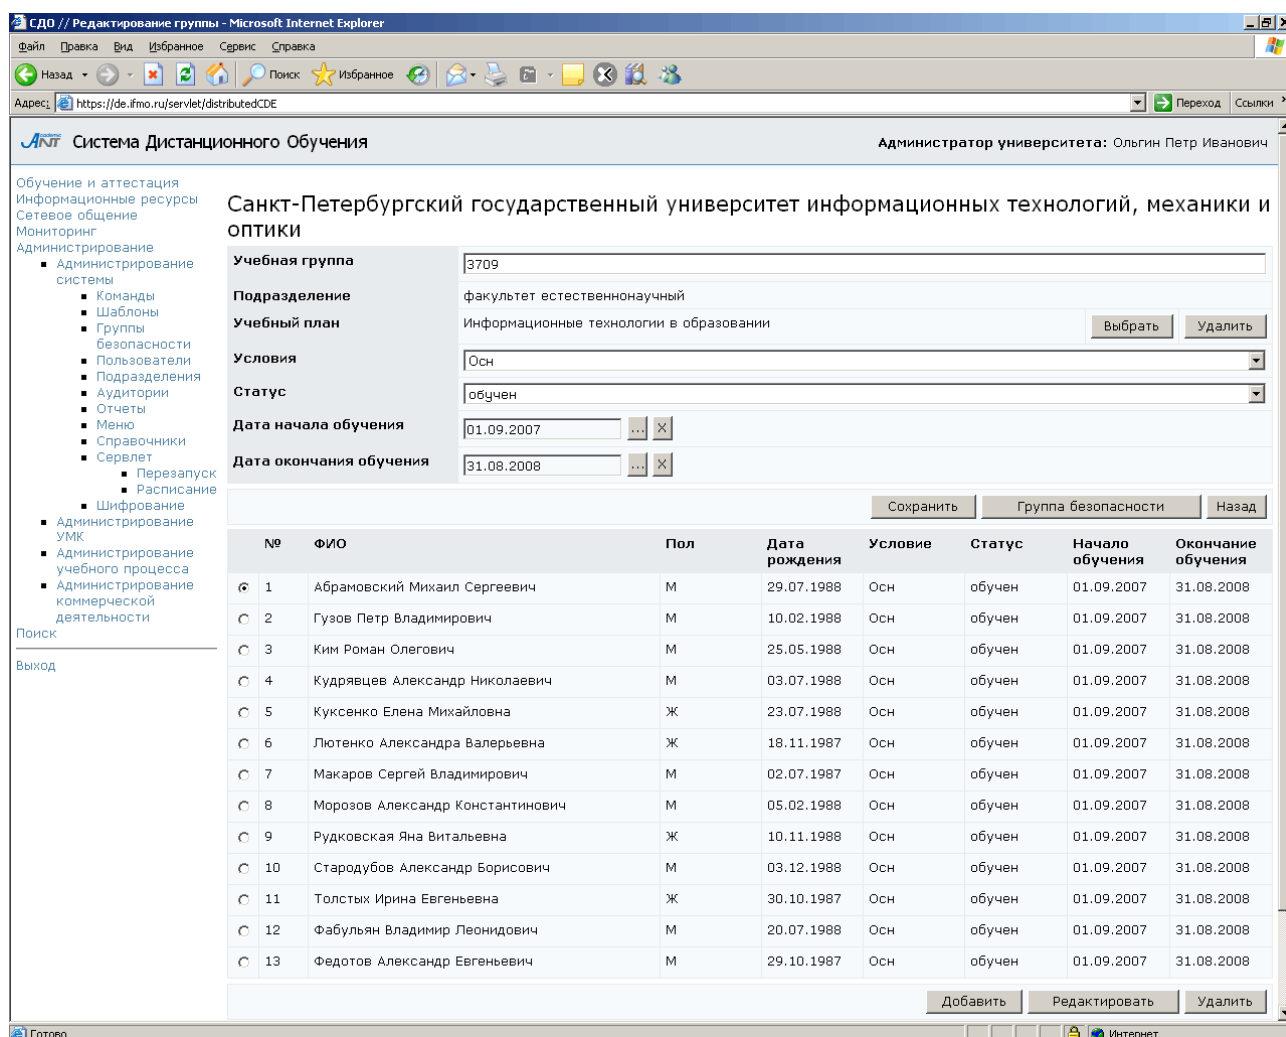 СДО // Редактирование группы - Microsoft Internet Explorer
Файл Правка Вид Избранное Сервис Справка
Назад Поиск Избранное
Адрес: https://de.ifmo.ru/servlet/distributedCDE Переход Ссылки »
Academic ANT Система Дистанционного Обучения Администратор университета: Ольгин Петр Иванович
Обучение и аттестация
Информационные ресурсы
Сетевое общение
Мониторинг
Администрирование
Администрирование
системы
Команды
Шаблоны
Группы
безопасности
Пользователи
Подразделения
Аудитории
Отчеты
Меню
Справочники
Сервлет
Перезапуск
Расписание
Шифрование
Администрирование
УМК
Администрирование
учебного процесса
Администрирование
коммерческой
деятельности
Поиск
Выход
Санкт-Петербургский государственный университет информационных технологий, механики и
оптики
Учебная группа 3709
Подразделение факультет естественнонаучный
Учебный план Информационные технологии в образовании Выбрать Удалить
Условия Осн
Статус обучен
Дата начала обучения 01.09.2007 ... X
Дата окончания обучения 31.08.2008 ... X
Сохранить Группа безопасности Назад
№ ФИО Пол Дата рождения Условие Статус Начало обучения Окончание обучения
1 Абрамовский Михаил Сергеевич М 29.07.1988 Осн обучен 01.09.2007 31.08.2008
2 Гузов Петр Владимирович М 10.02.1988 Осн обучен 01.09.2007 31.08.2008
3 Ким Роман Олегович М 25.05.1988 Осн обучен 01.09.2007 31.08.2008
4 Кудрявцев Александр Николаевич М 03.07.1988 Осн обучен 01.09.2007 31.08.2008
5 Куксенко Елена Михайловна Ж 23.07.1988 Осн обучен 01.09.2007 31.08.2008
6 Лютенко Александра Валерьевна Ж 18.11.1987 Осн обучен 01.09.2007 31.08.2008
7 Макаров Сергей Владимирович М 02.07.1987 Осн обучен 01.09.2007 31.08.2008
8 Морозов Александр Константинович М 05.02.1988 Осн обучен 01.09.2007 31.08.2008
9 Рудковская Яна Витальевна Ж 10.11.1988 Осн обучен 01.09.2007 31.08.2008
10 Стародубов Александр Борисович М 03.12.1988 Осн обучен 01.09.2007 31.08.2008
11 Толстых Ирина Евгеньевна Ж 30.10.1987 Осн обучен 01.09.2007 31.08.2008
12 Фабульян Владимир Леонидович М 20.07.1988 Осн обучен 01.09.2007 31.08.2008
13 Федотов Александр Евгеньевич М 29.10.1987 Осн обучен 01.09.2007 31.08.2008
Добавить Редактировать Удалить
Готово Интернет